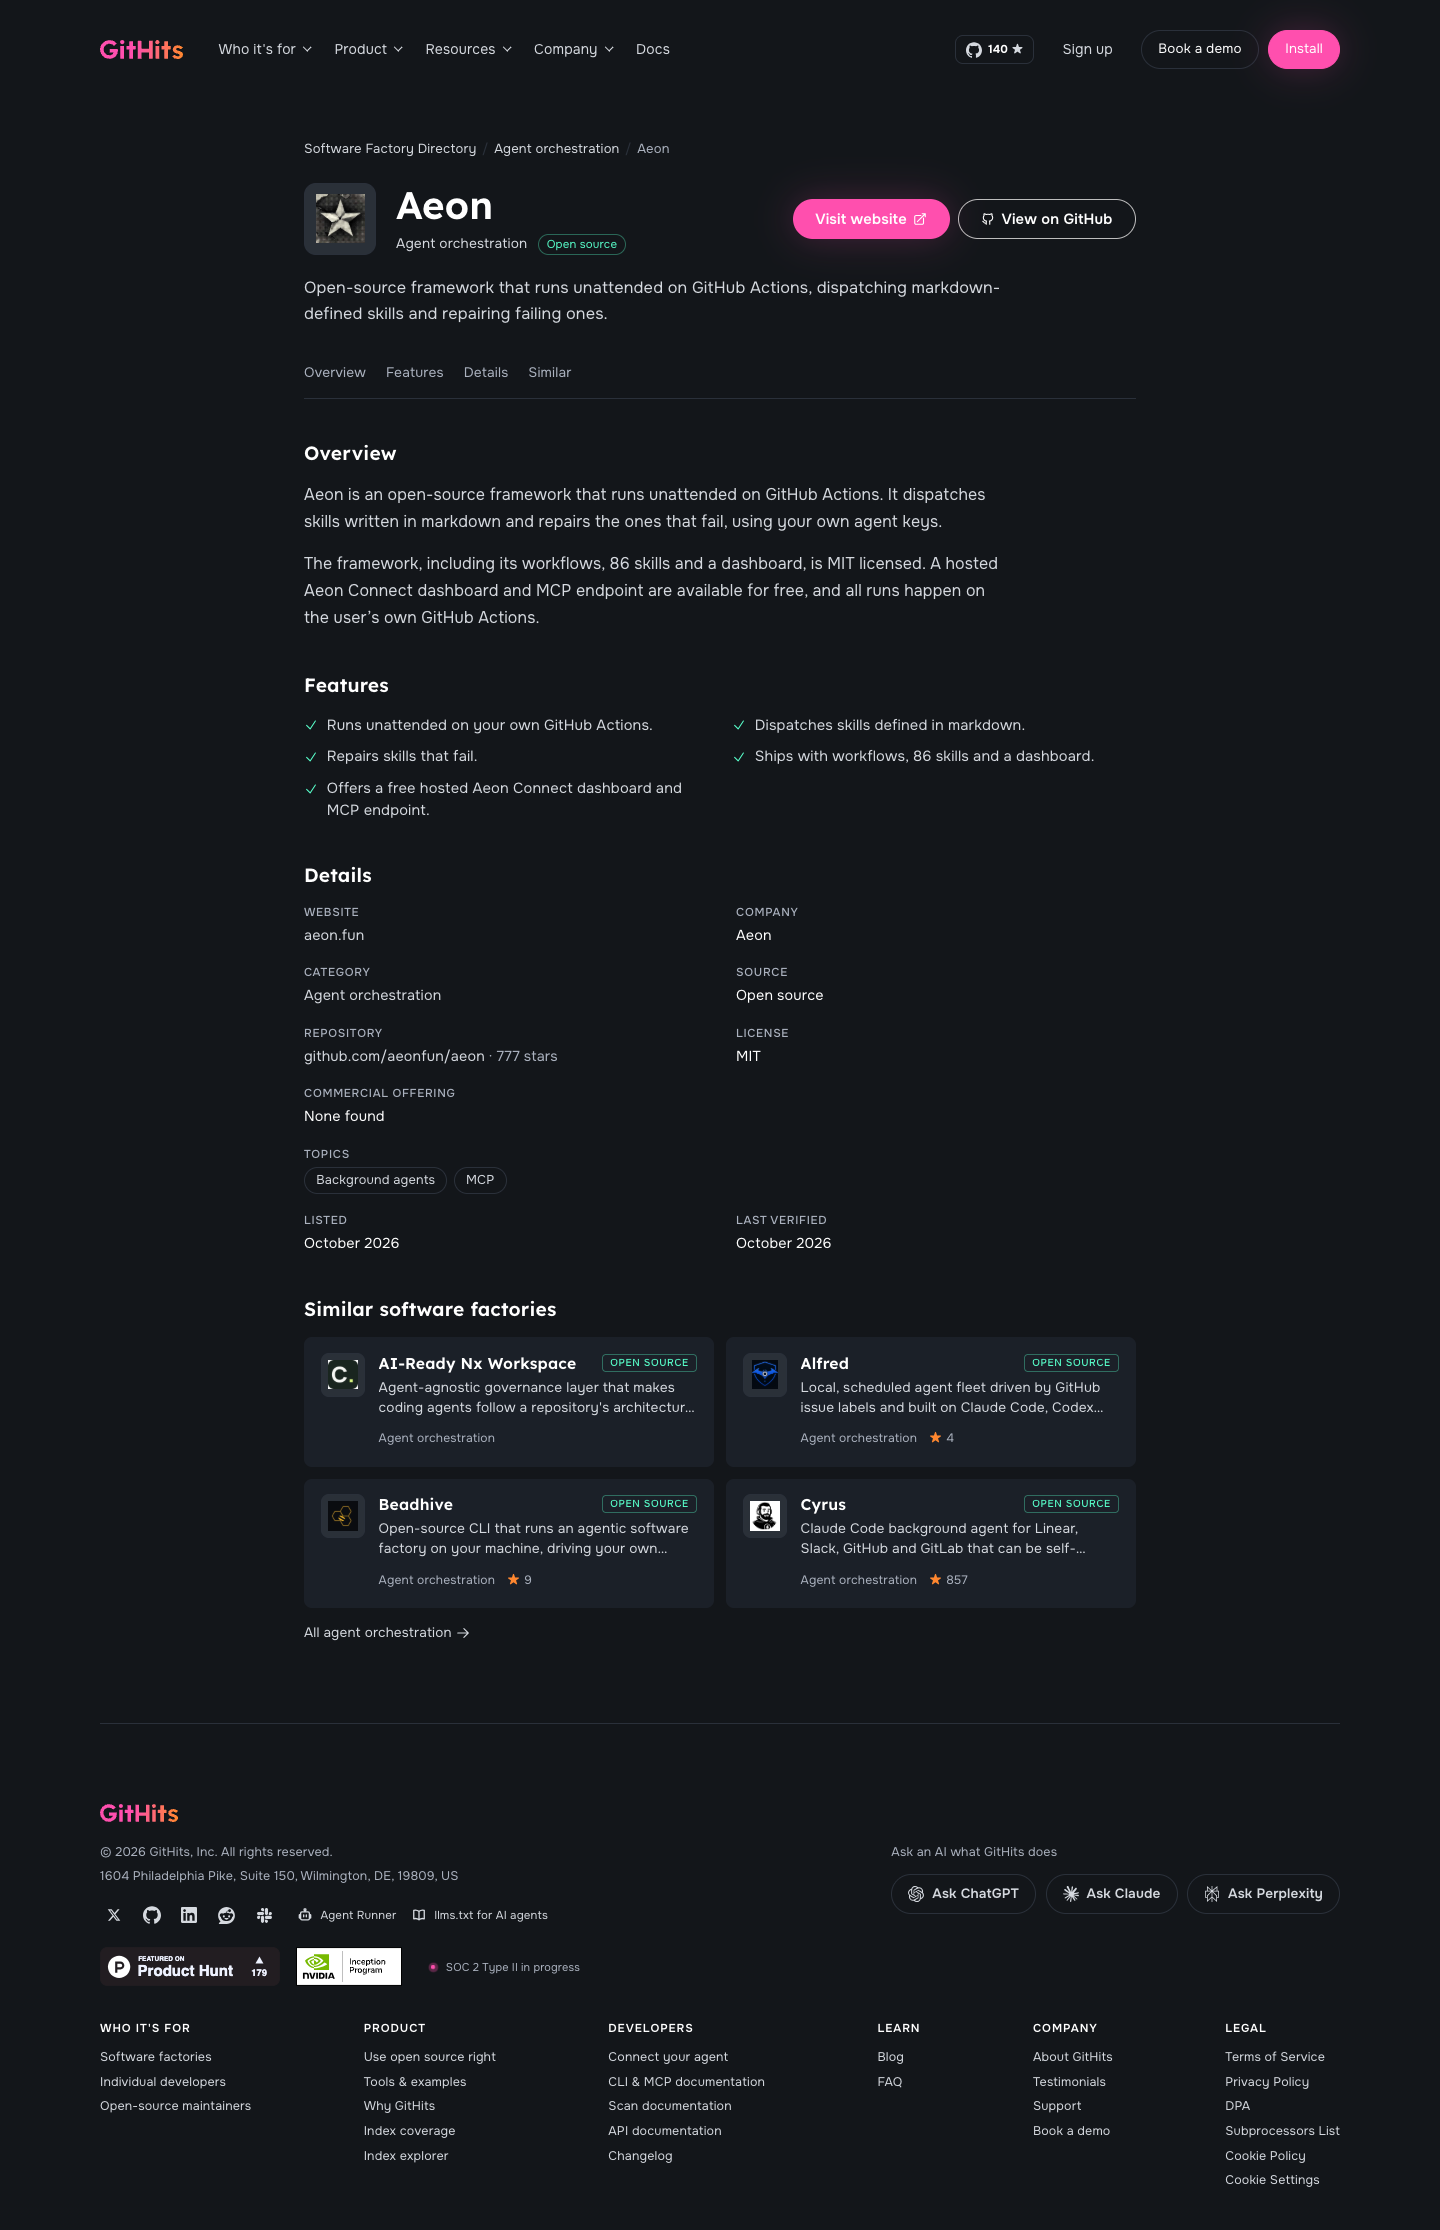 GitHits
Who it's for
Product
Resources
Company
Docs
140 ★
Sign up
Book a demo
Install
Software Factory Directory / Agent orchestration / Aeon
Aeon
Agent orchestration
Open source
Visit website
View on GitHub
Open-source framework that runs unattended on GitHub Actions, dispatching markdown-
defined skills and repairing failing ones.
Overview
Features
Details
Similar
Overview
Aeon is an open-source framework that runs unattended on GitHub Actions. It dispatches
skills written in markdown and repairs the ones that fail, using your own agent keys.
The framework, including its workflows, 86 skills and a dashboard, is MIT licensed. A hosted
Aeon Connect dashboard and MCP endpoint are available for free, and all runs happen on
the user’s own GitHub Actions.
Features
Runs unattended on your own GitHub Actions.
Dispatches skills defined in markdown.
Repairs skills that fail.
Ships with workflows, 86 skills and a dashboard.
Offers a free hosted Aeon Connect dashboard and
MCP endpoint.
Details
WEBSITE
aeon.fun
COMPANY
Aeon
CATEGORY
Agent orchestration
SOURCE
Open source
REPOSITORY
github.com/aeonfun/aeon · 777 stars
LICENSE
MIT
COMMERCIAL OFFERING
None found
TOPICS
Background agents
MCP
LISTED
October 2026
LAST VERIFIED
October 2026
Similar software factories
C.
AI-Ready Nx Workspace
OPEN SOURCE
Agent-agnostic governance layer that makes
coding agents follow a repository's architectur...
Agent orchestration
Alfred
OPEN SOURCE
Local, scheduled agent fleet driven by GitHub
issue labels and built on Claude Code, Codex...
Agent orchestration ★ 4
Beadhive
OPEN SOURCE
Open-source CLI that runs an agentic software
factory on your machine, driving your own...
Agent orchestration ★ 9
Cyrus
OPEN SOURCE
Claude Code background agent for Linear,
Slack, GitHub and GitLab that can be self-...
Agent orchestration ★ 857
All agent orchestration →
GitHits
© 2026 GitHits, Inc. All rights reserved.
1604 Philadelphia Pike, Suite 150, Wilmington, DE, 19809, US
Agent Runner
llms.txt for AI agents
Ask an AI what GitHits does
Ask ChatGPT
Ask Claude
Ask Perplexity
P
FEATURED ON
Product Hunt
▲
179
NVIDIA
Inception
Program
SOC 2 Type II in progress
WHO IT'S FOR
Software factories
Individual developers
Open-source maintainers
PRODUCT
Use open source right
Tools & examples
Why GitHits
Index coverage
Index explorer
DEVELOPERS
Connect your agent
CLI & MCP documentation
Scan documentation
API documentation
Changelog
LEARN
Blog
FAQ
COMPANY
About GitHits
Testimonials
Support
Book a demo
LEGAL
Terms of Service
Privacy Policy
DPA
Subprocessors List
Cookie Policy
Cookie Settings